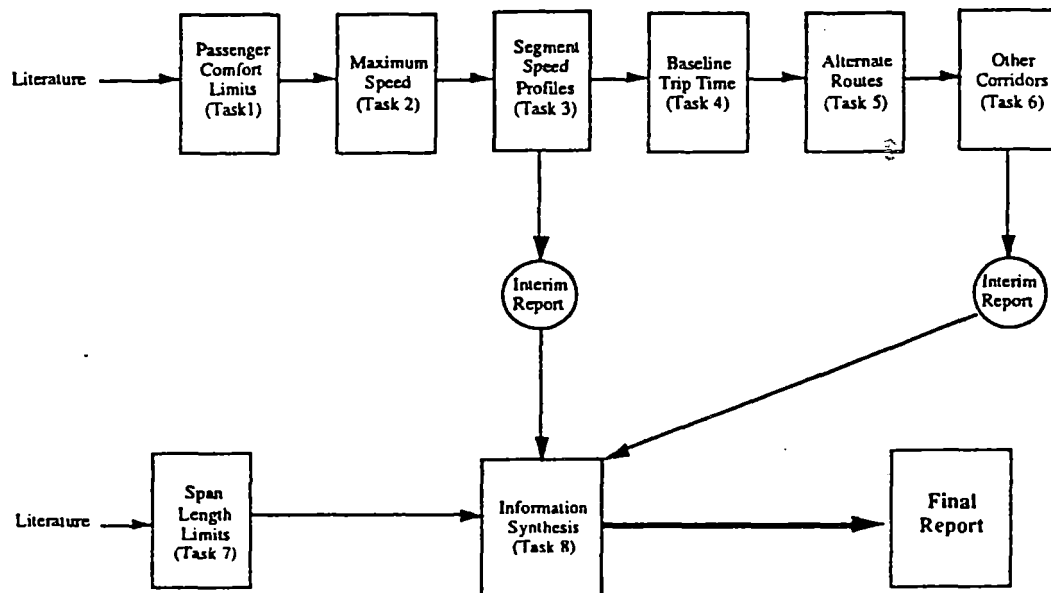 Literature
Passenger
Comfort
Limits
(Task1)
Maximum
Speed
(Task 2)
Segment
Speed
Profiles
(Task 3)
Baseline
Trip Time
(Task 4)
Alternate
Routes
(Task 5)
Other
Corridors
(Task 6)
Interim
Report
Interim
Report
Literature
Span
Length
Limits
(Task 7)
Information
Synthesis
(Task 8)
Final
Report